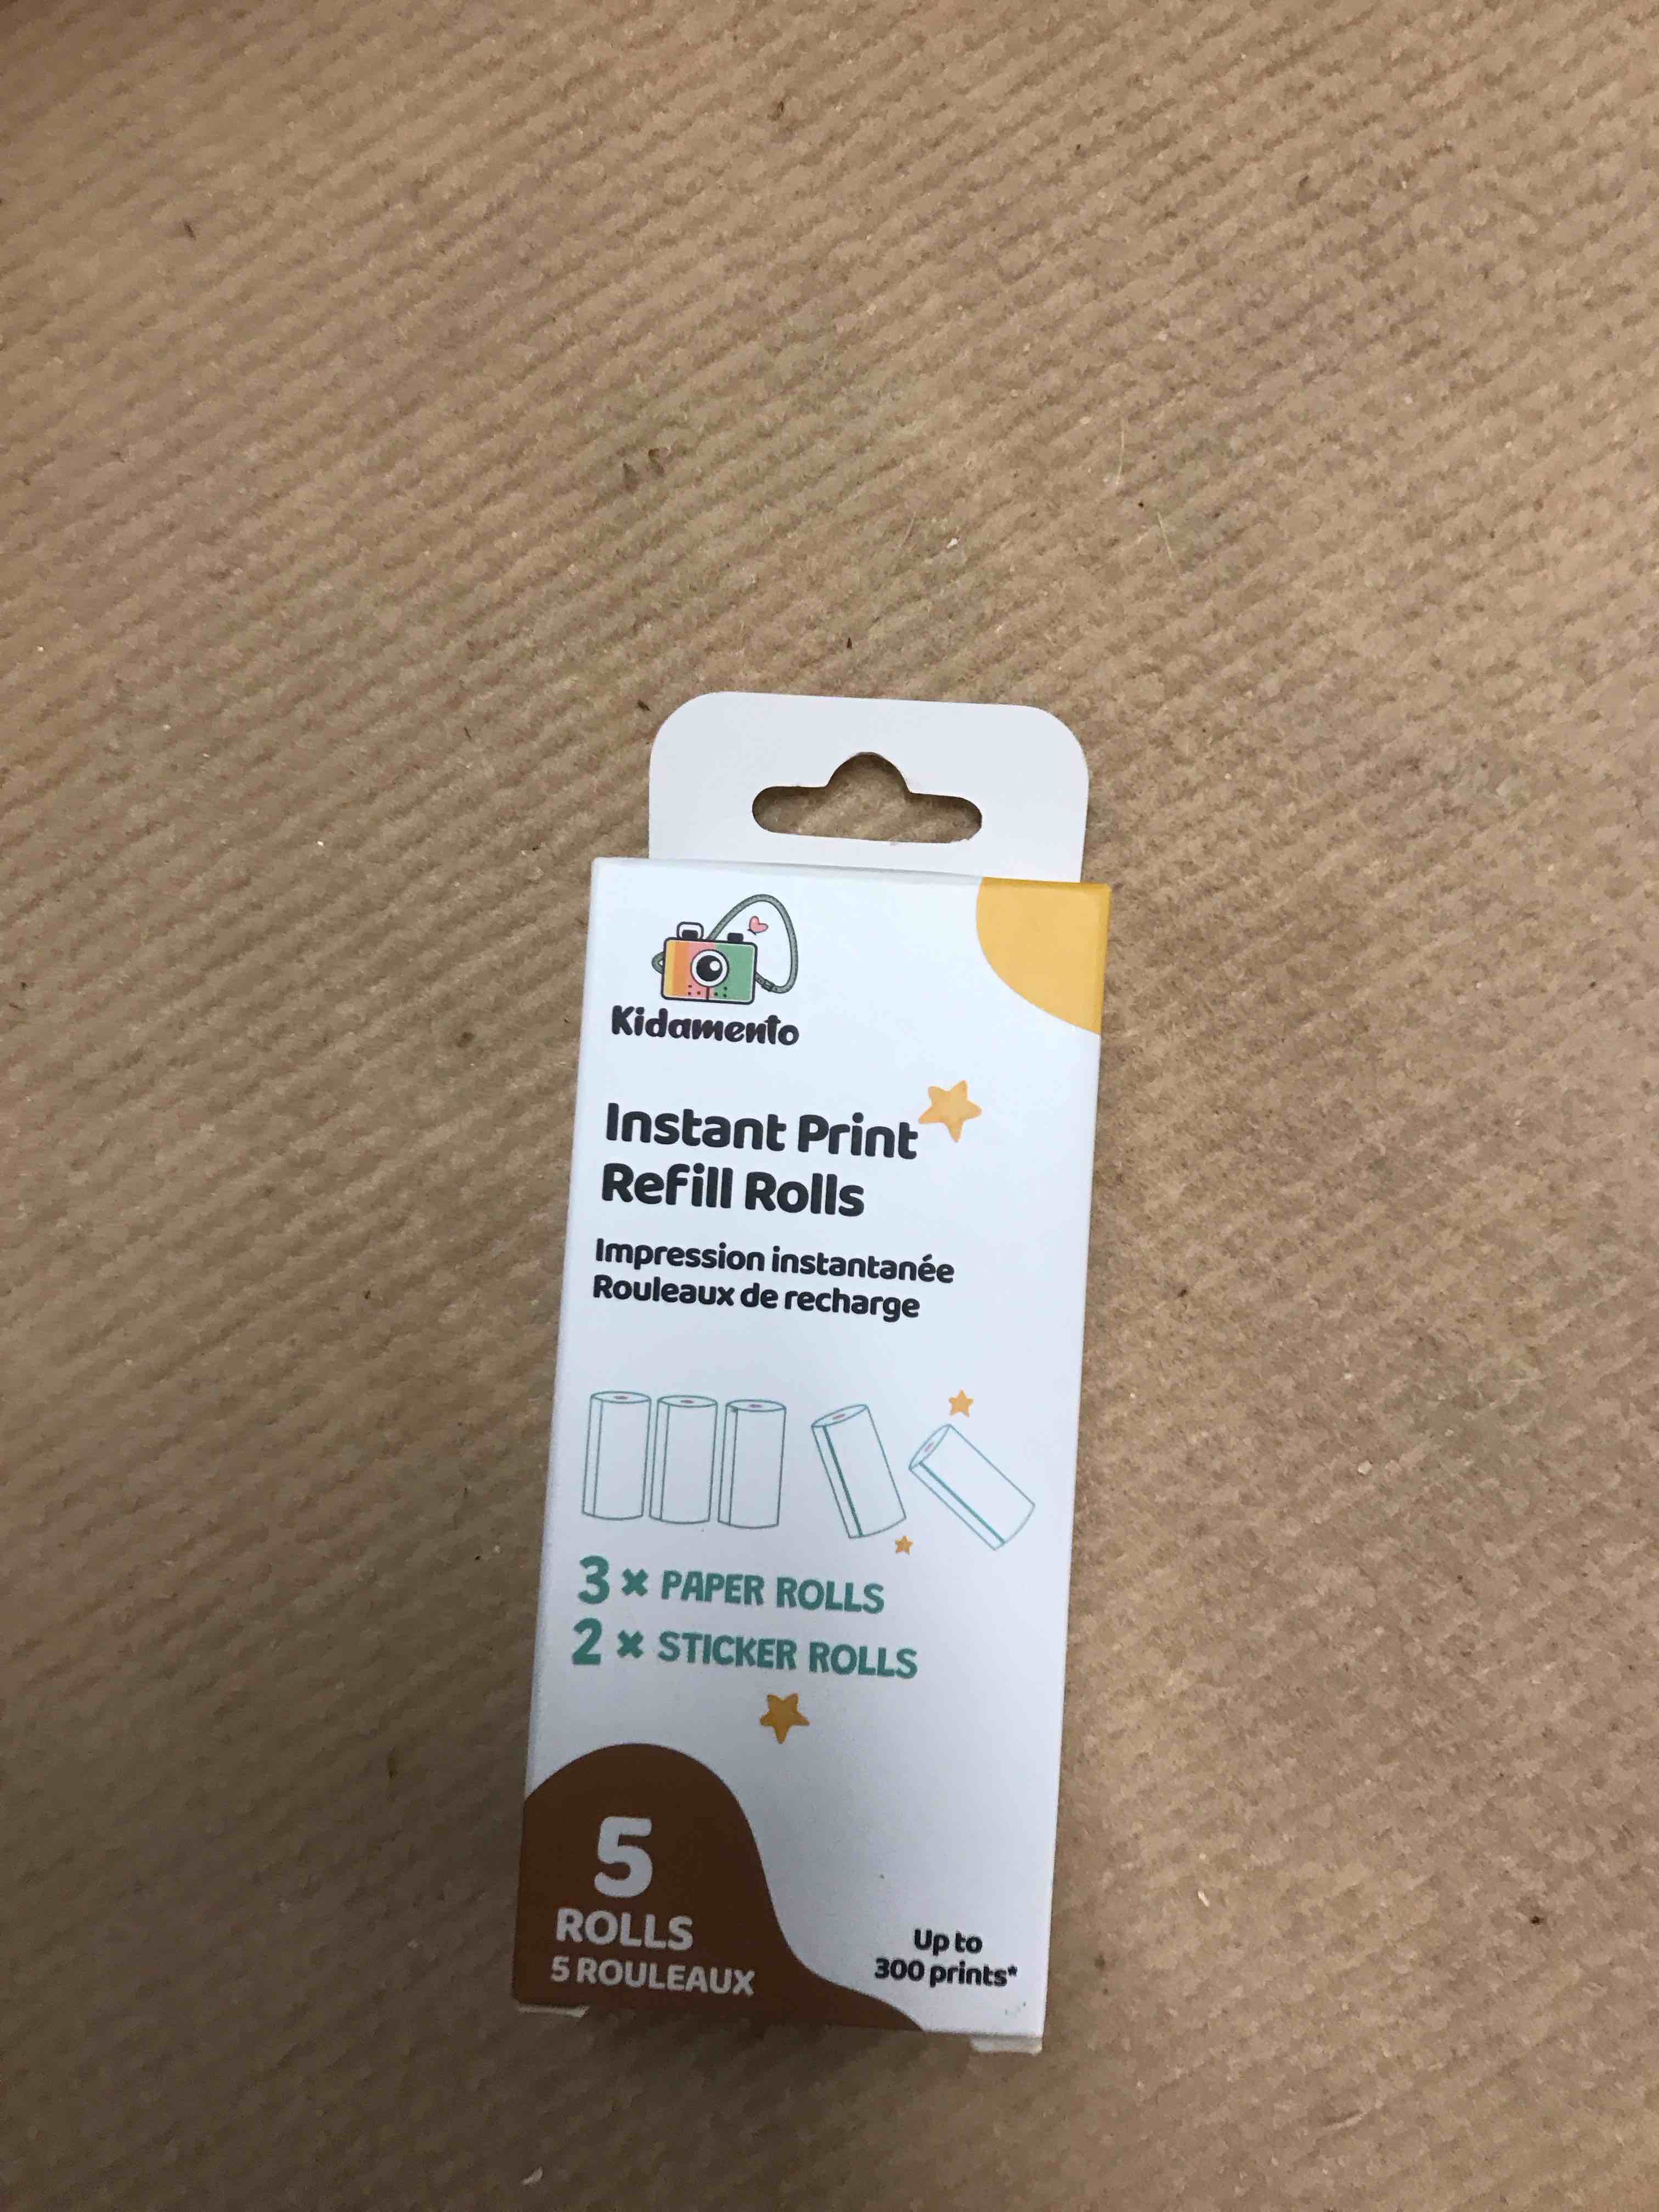 Kidamento
Instant Print
Refill Rolls
Impression instantanée
Rouleaux de recharge
3 × PAPER ROLLS
2 × STICKER ROLLS
5
ROLLS
5 ROULEAUX
Up to
300 prints*